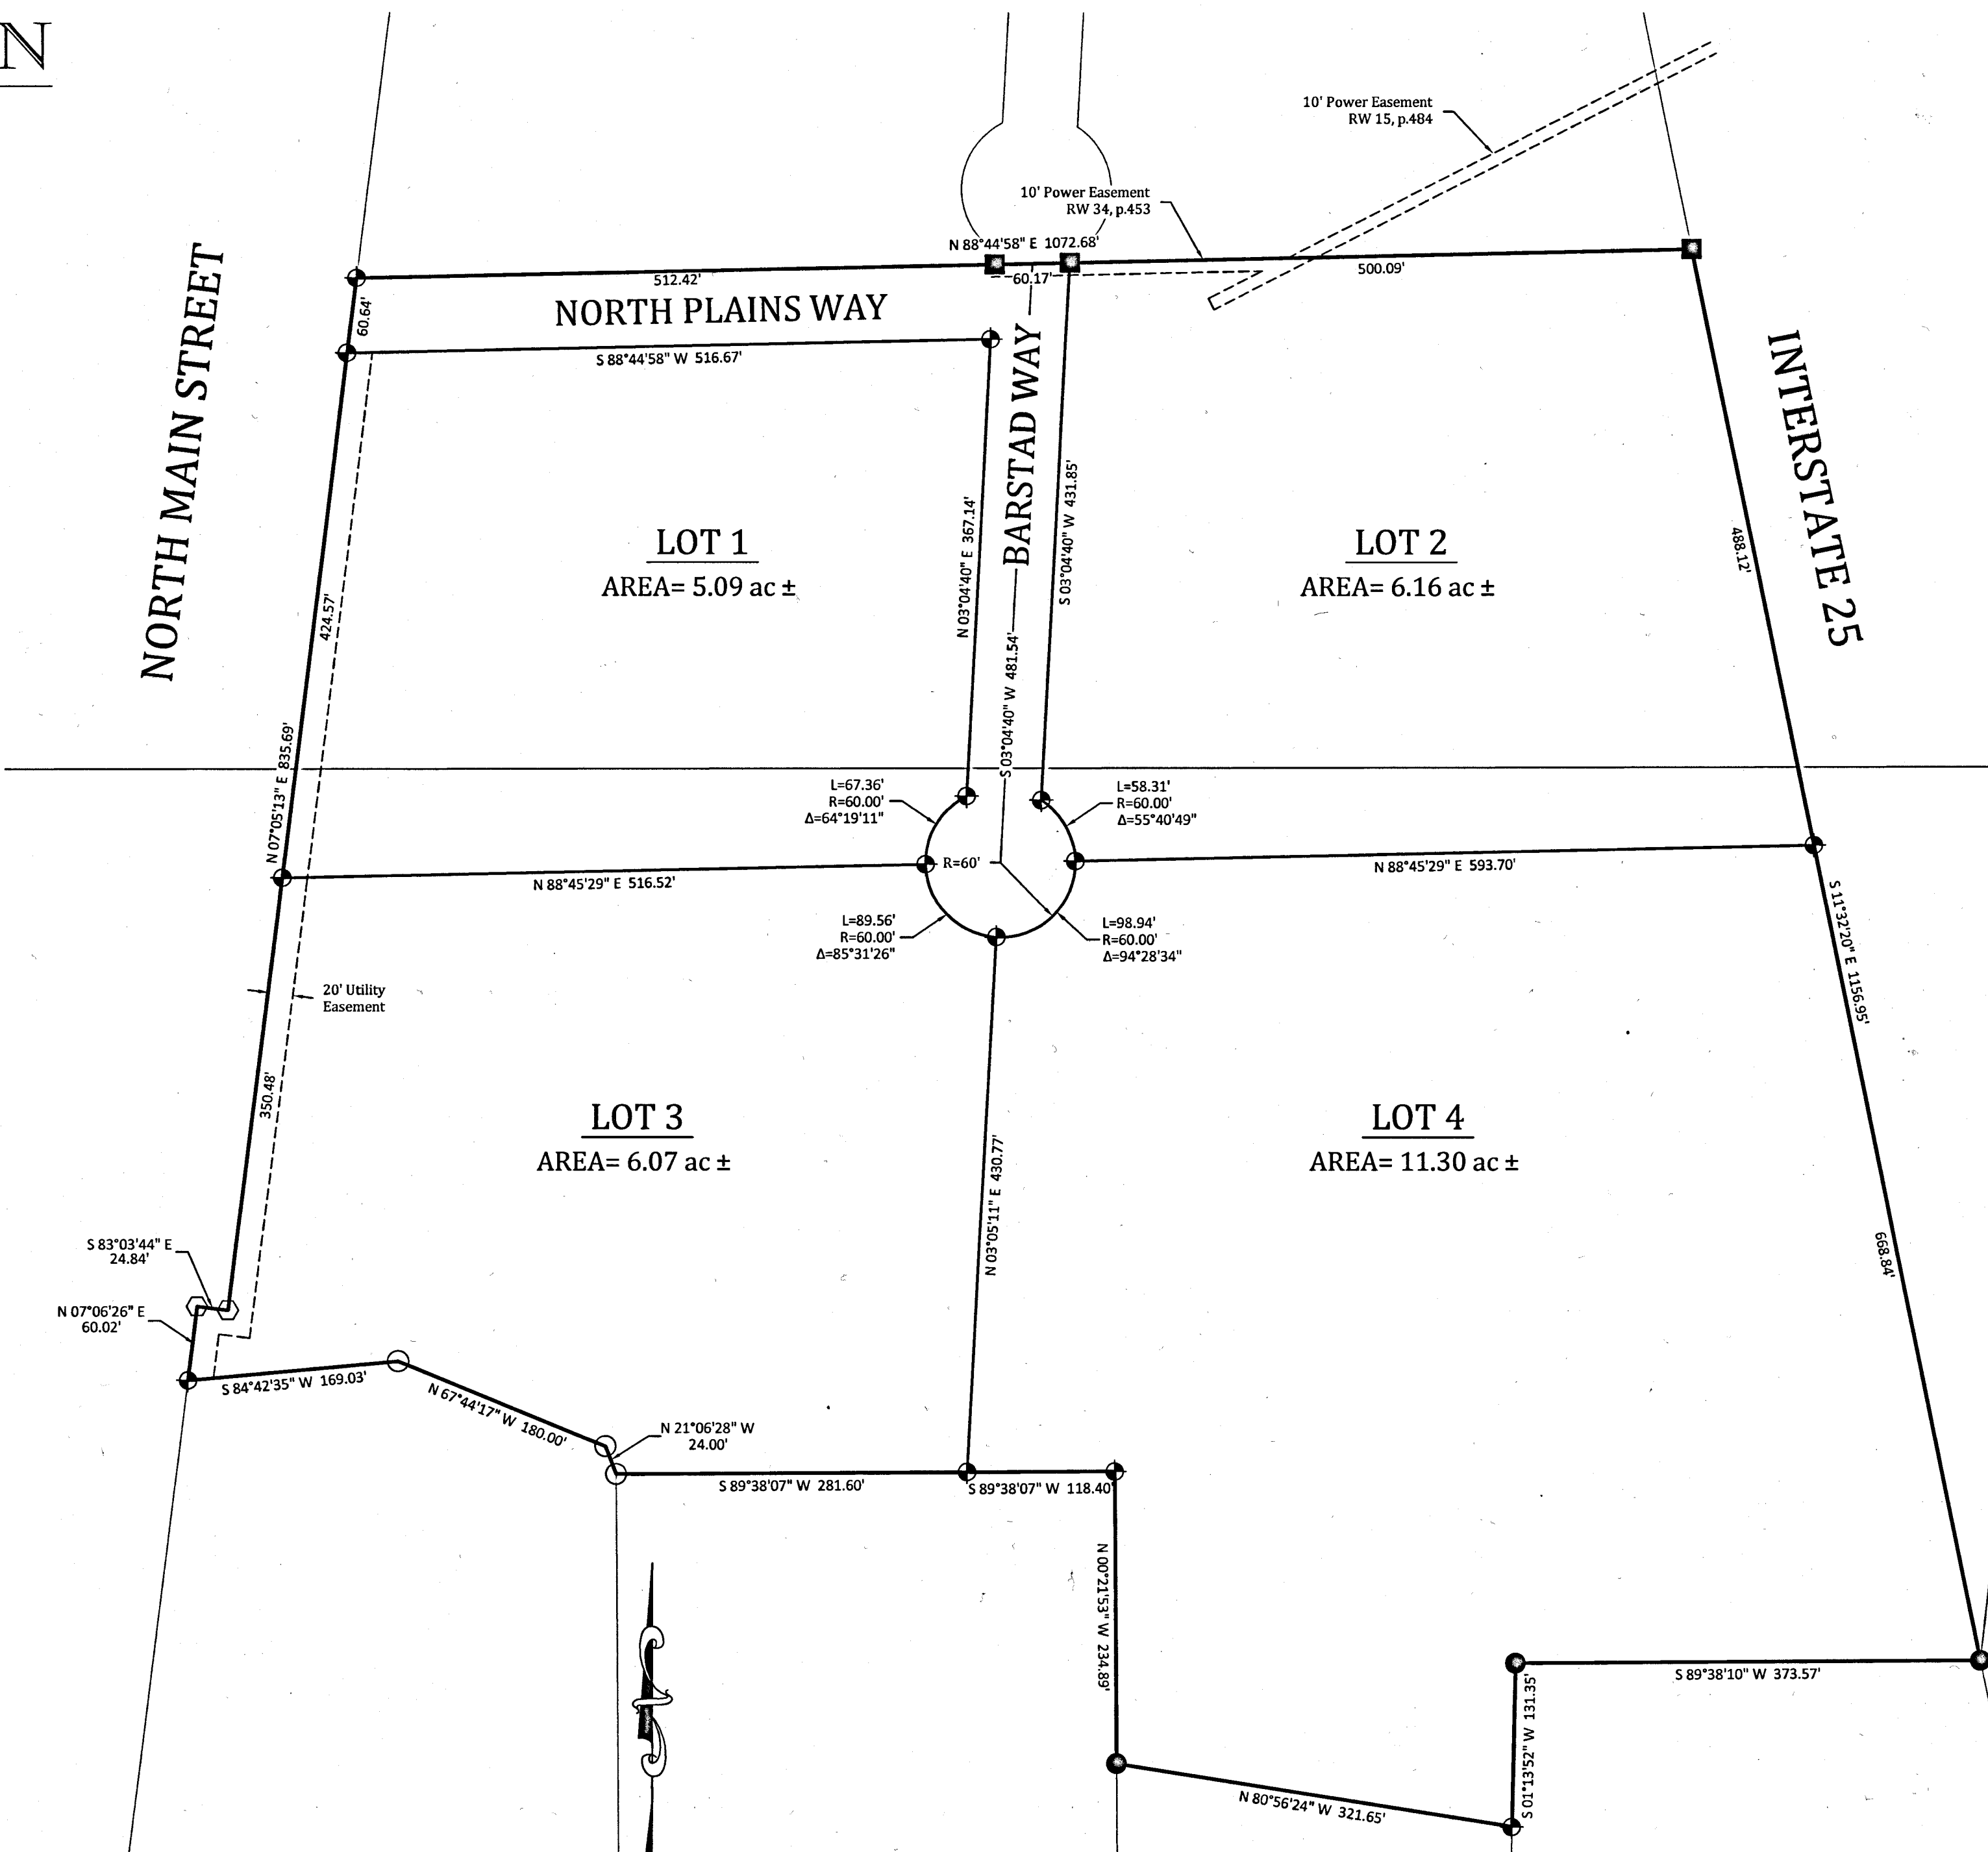 N
10' Power Easement
RW 15, p.484
10' Power Easement
RW 34, p.453
N 88°44'58" E 1072.68'
512.42'
60.17'
500.09'
60.64'
NORTH PLAINS WAY
S 88°44'58" W 516.67'
NORTH MAIN STREET
BARSTAD WAY
INTERSTATE 25
LOT 1
AREA= 5.09 ac ±
LOT 2
AREA= 6.16 ac ±
N 03°04'40" E 367.14'
S 03°04'40" W 431.85'
S 03°04'40" W 481.54'
488.12'
424.57'
N 07°05'13" E 835.69'
L=67.36'
R=60.00'
Δ=64°19'11"
L=58.31'
R=60.00'
Δ=55°40'49"
R=60'
N 88°45'29" E 516.52'
N 88°45'29" E 593.70'
L=89.56'
R=60.00'
Δ=85°31'26"
L=98.94'
R=60.00'
Δ=94°28'34"
S 11°32'20" E 1156.95'
20' Utility
Easement
350.48'
LOT 3
AREA= 6.07 ac ±
LOT 4
AREA= 11.30 ac ±
N 03°05'11" E 430.77'
668.84'
S 83°03'44" E
24.84'
N 07°06'26" E
60.02'
S 84°42'35" W 169.03'
N 67°44'17" W 180.00'
N 21°06'28" W
24.00'
S 89°38'07" W 281.60'
S 89°38'07" W 118.40'
N 00°21'53" W 234.89'
N 80°56'24" W 321.65'
S 01°13'52" W 131.35'
S 89°38'10" W 373.57'